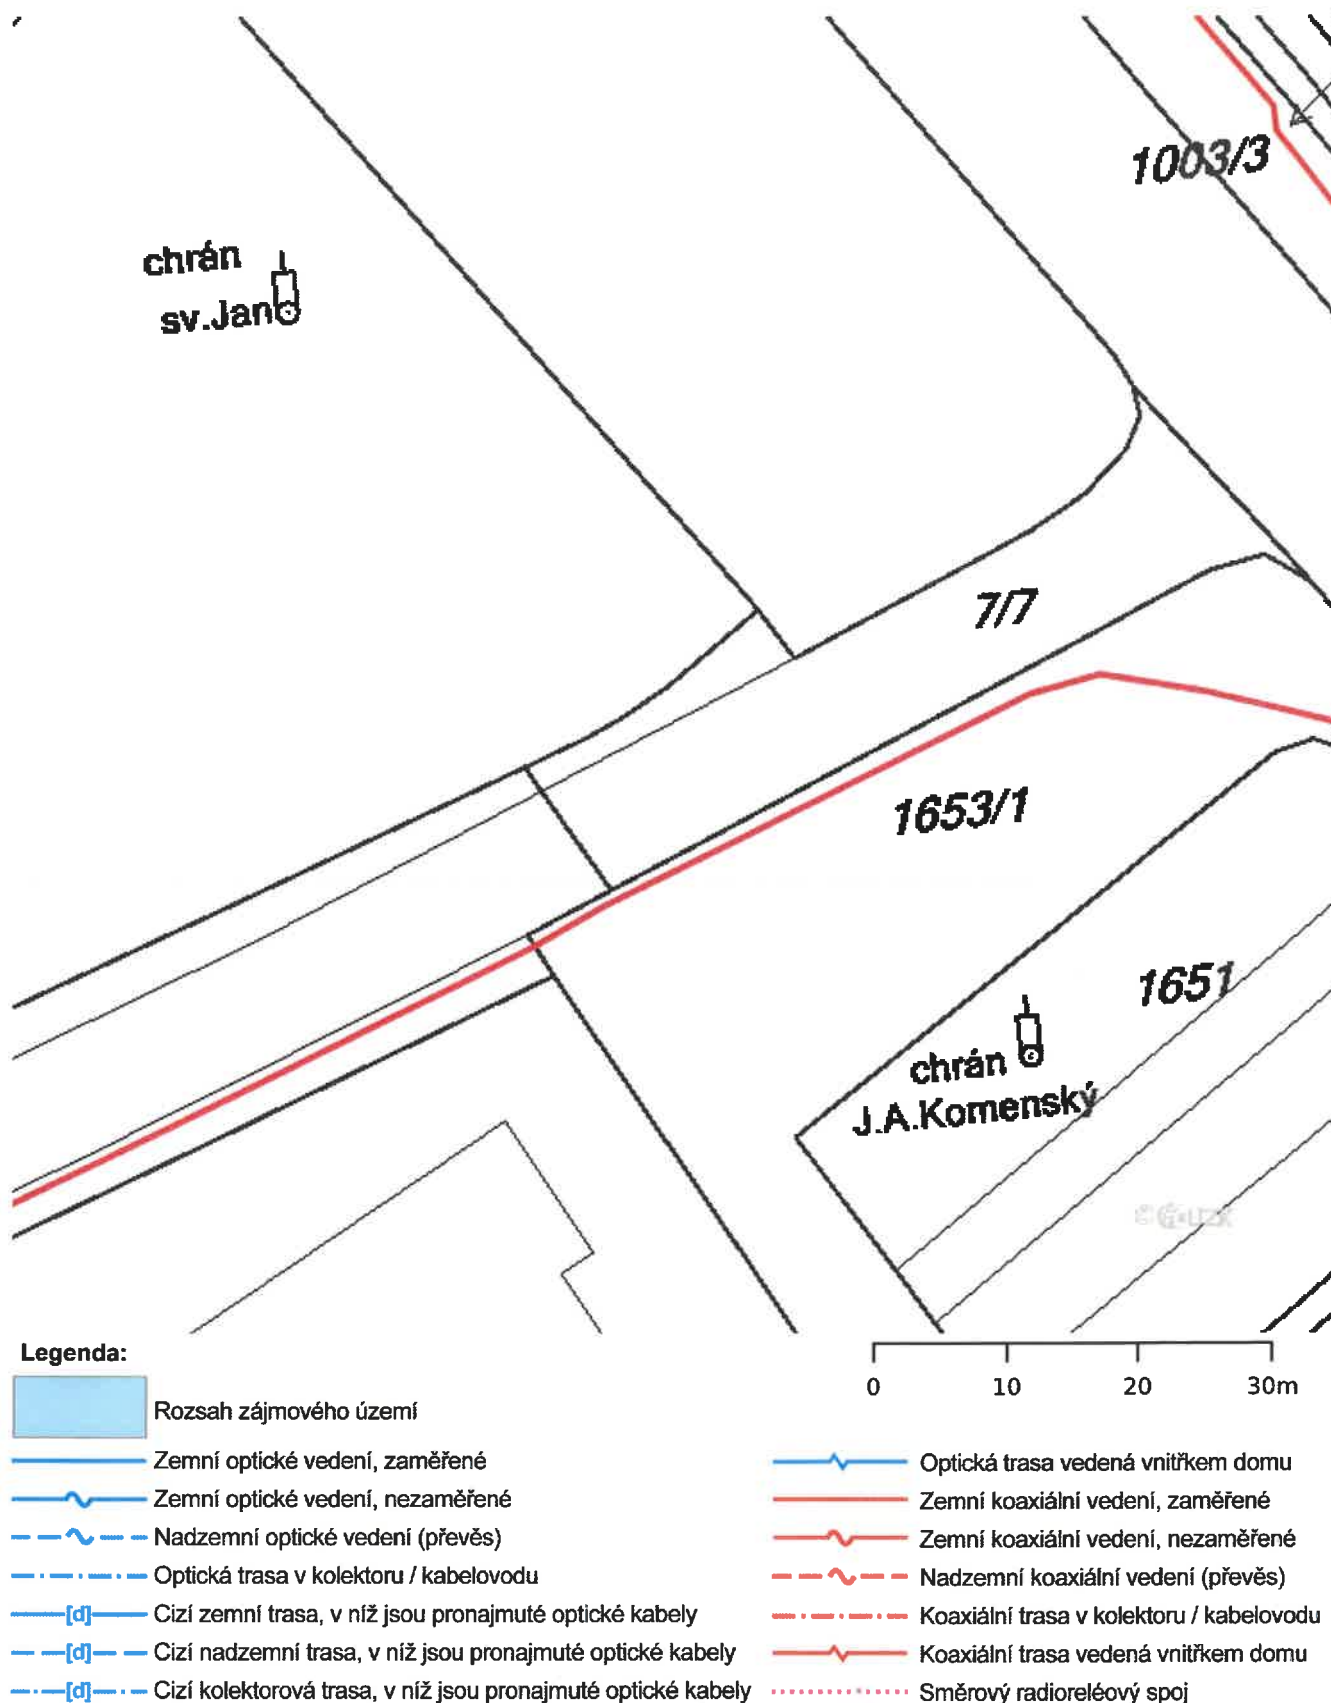 1003/3
chrán
sv.Jan
7/7
1653/1
1651
chrán
J.A.Komenský
Legenda:
0 10 20 30m
Rozsah zájmového území
Zemní optické vedení, zaměřené
Zemní optické vedení, nezaměřené
Nadzemní optické vedení (převěs)
Optická trasa v kolektoru / kabelovodu
[d] Cizí zemní trasa, v níž jsou pronajmuté optické kabely
[d] Cizí nadzemní trasa, v níž jsou pronajmuté optické kabely
[d] Cizí kolektorová trasa, v níž jsou pronajmuté optické kabely
Optická trasa vedená vnitřkem domu
Zemní koaxiální vedení, zaměřené
Zemní koaxiální vedení, nezaměřené
Nadzemní koaxiální vedení (převěs)
Koaxiální trasa v kolektoru / kabelovodu
Koaxiální trasa vedená vnitřkem domu
Směrový radioreléový spoj